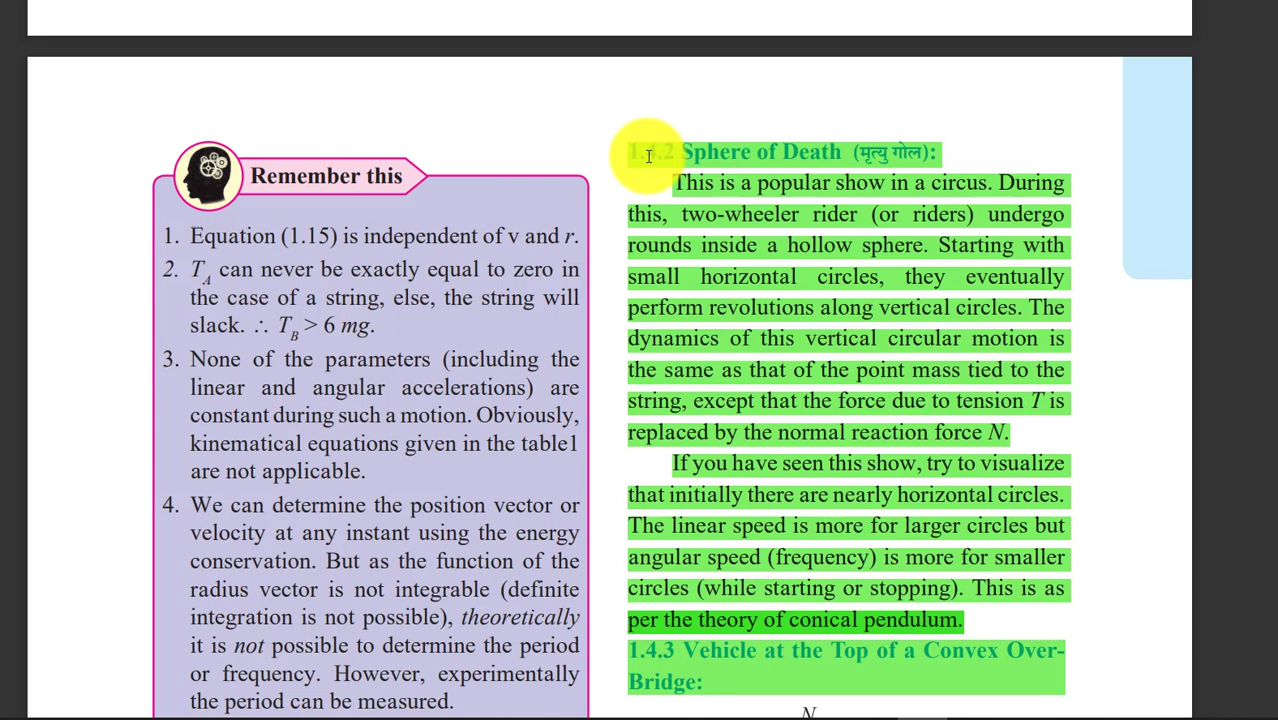 Remember this
1. Equation (1.15) is independent of v and r.
2. T_A can never be exactly equal to zero in
the case of a string, else, the string will
slack. ∴ T_B > 6 mg.
3. None of the parameters (including the
linear and angular accelerations) are
constant during such a motion. Obviously,
kinematical equations given in the table1
are not applicable.
4. We can determine the position vector or
velocity at any instant using the energy
conservation. But as the function of the
radius vector is not integrable (definite
integration is not possible), theoretically
it is not possible to determine the period
or frequency. However, experimentally
the period can be measured.
1.4.2 Sphere of Death (मृत्यु गोल):
This is a popular show in a circus. During
this, two-wheeler rider (or riders) undergo
rounds inside a hollow sphere. Starting with
small horizontal circles, they eventually
perform revolutions along vertical circles. The
dynamics of this vertical circular motion is
the same as that of the point mass tied to the
string, except that the force due to tension T is
replaced by the normal reaction force N.
If you have seen this show, try to visualize
that initially there are nearly horizontal circles.
The linear speed is more for larger circles but
angular speed (frequency) is more for smaller
circles (while starting or stopping). This is as
per the theory of conical pendulum.
1.4.3 Vehicle at the Top of a Convex Over-
Bridge:
N